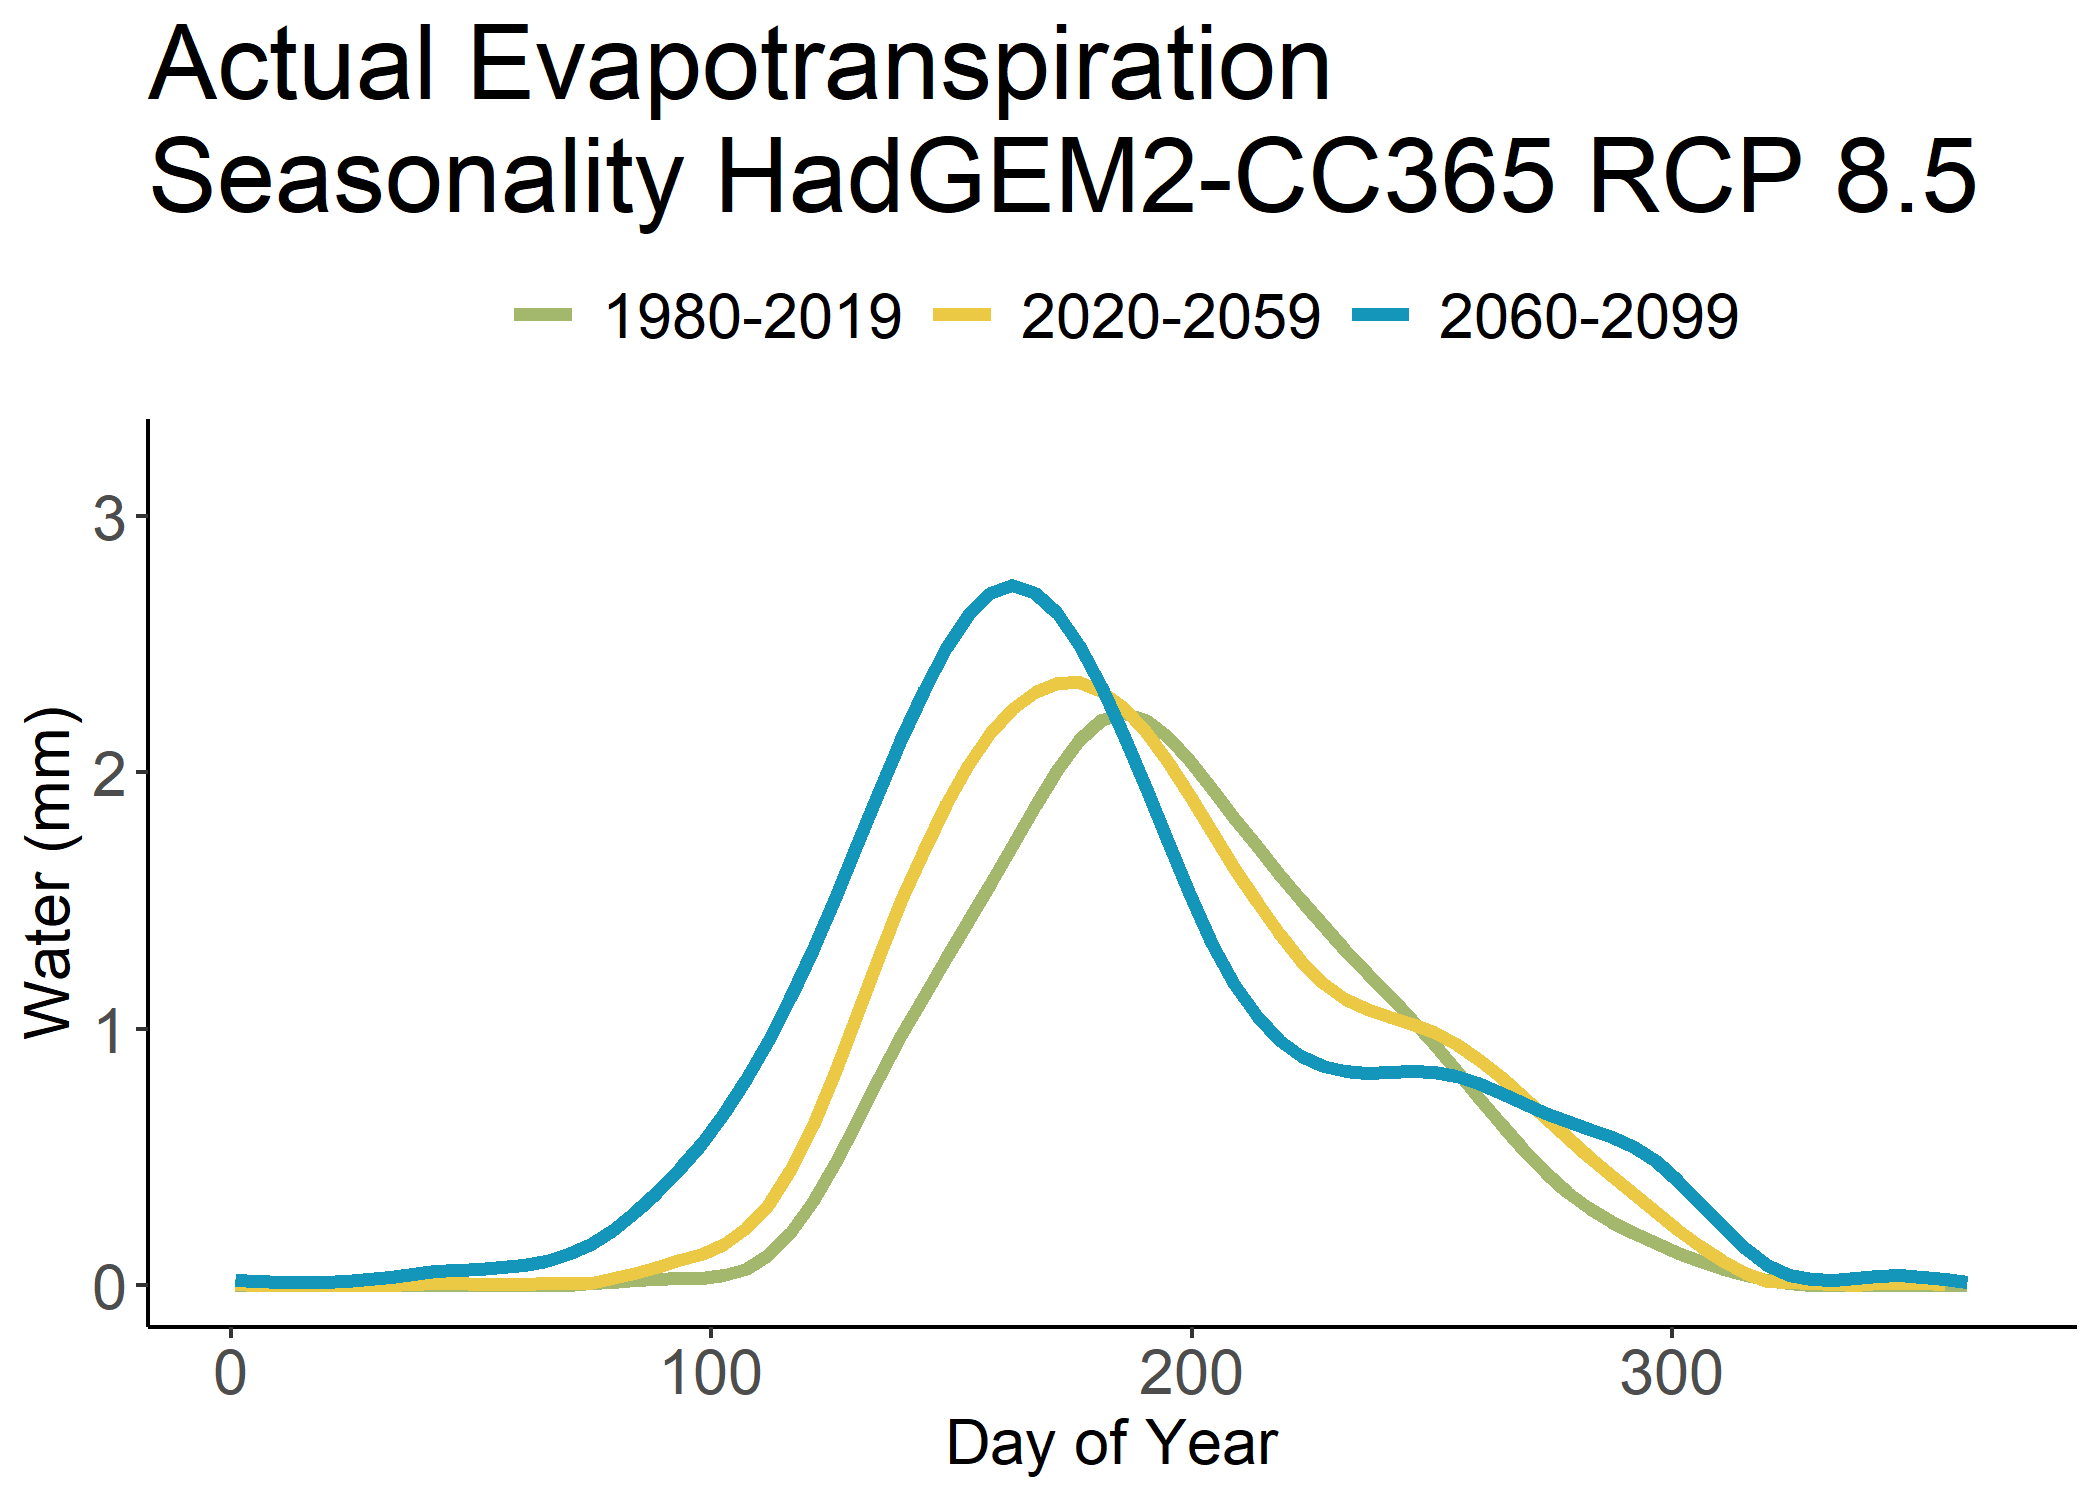 Actual Evapotranspiration
Seasonality HadGEM2-CC365 RCP 8.5
1980-2019 2020-2059 2060-2099
3
2
1
0
Water (mm)
0 100 200 300
Day of Year